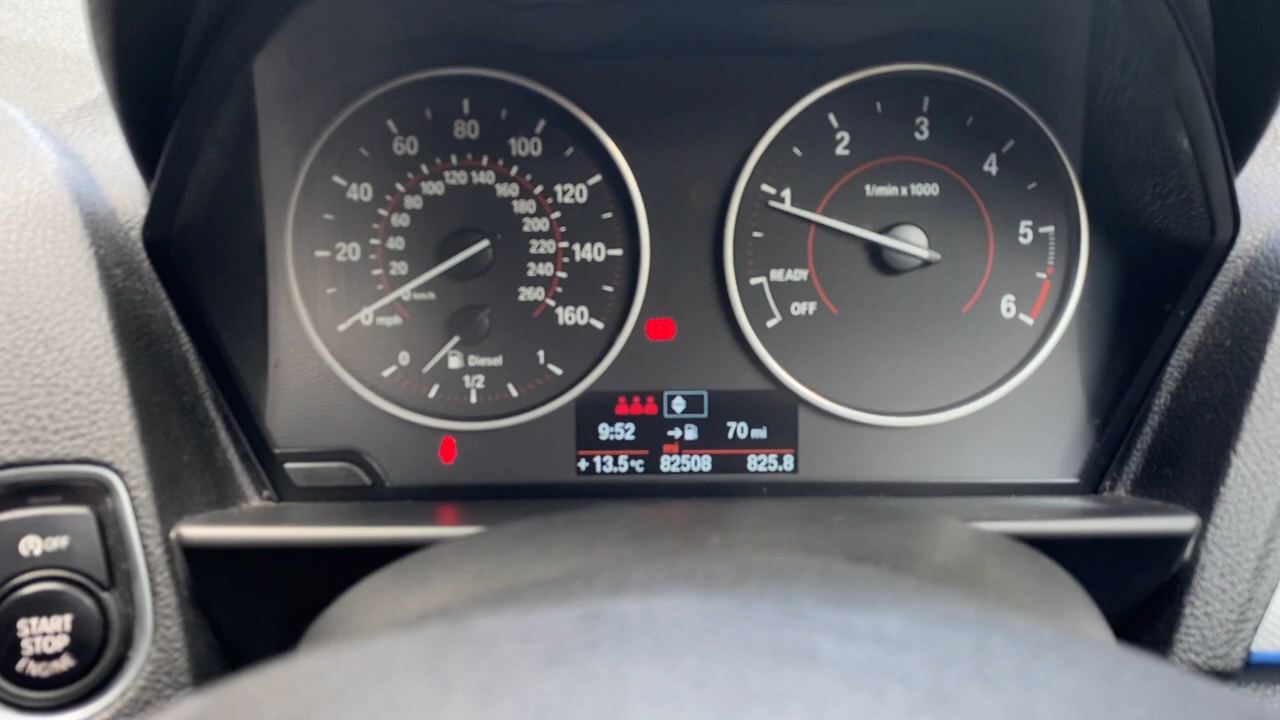 80
60
100
40
120
20
140
160
0 mph
120 140
100
160
80
180
60
200
40
220
20
240
0 km/h
260
0
Diesel
1
1/2
3
2
4
1
1/min x 1000
5
READY
6
OFF
9:52
70 mi
mi
+13.5°C 82508 825.8
OFF
START
STOP
ENGINE